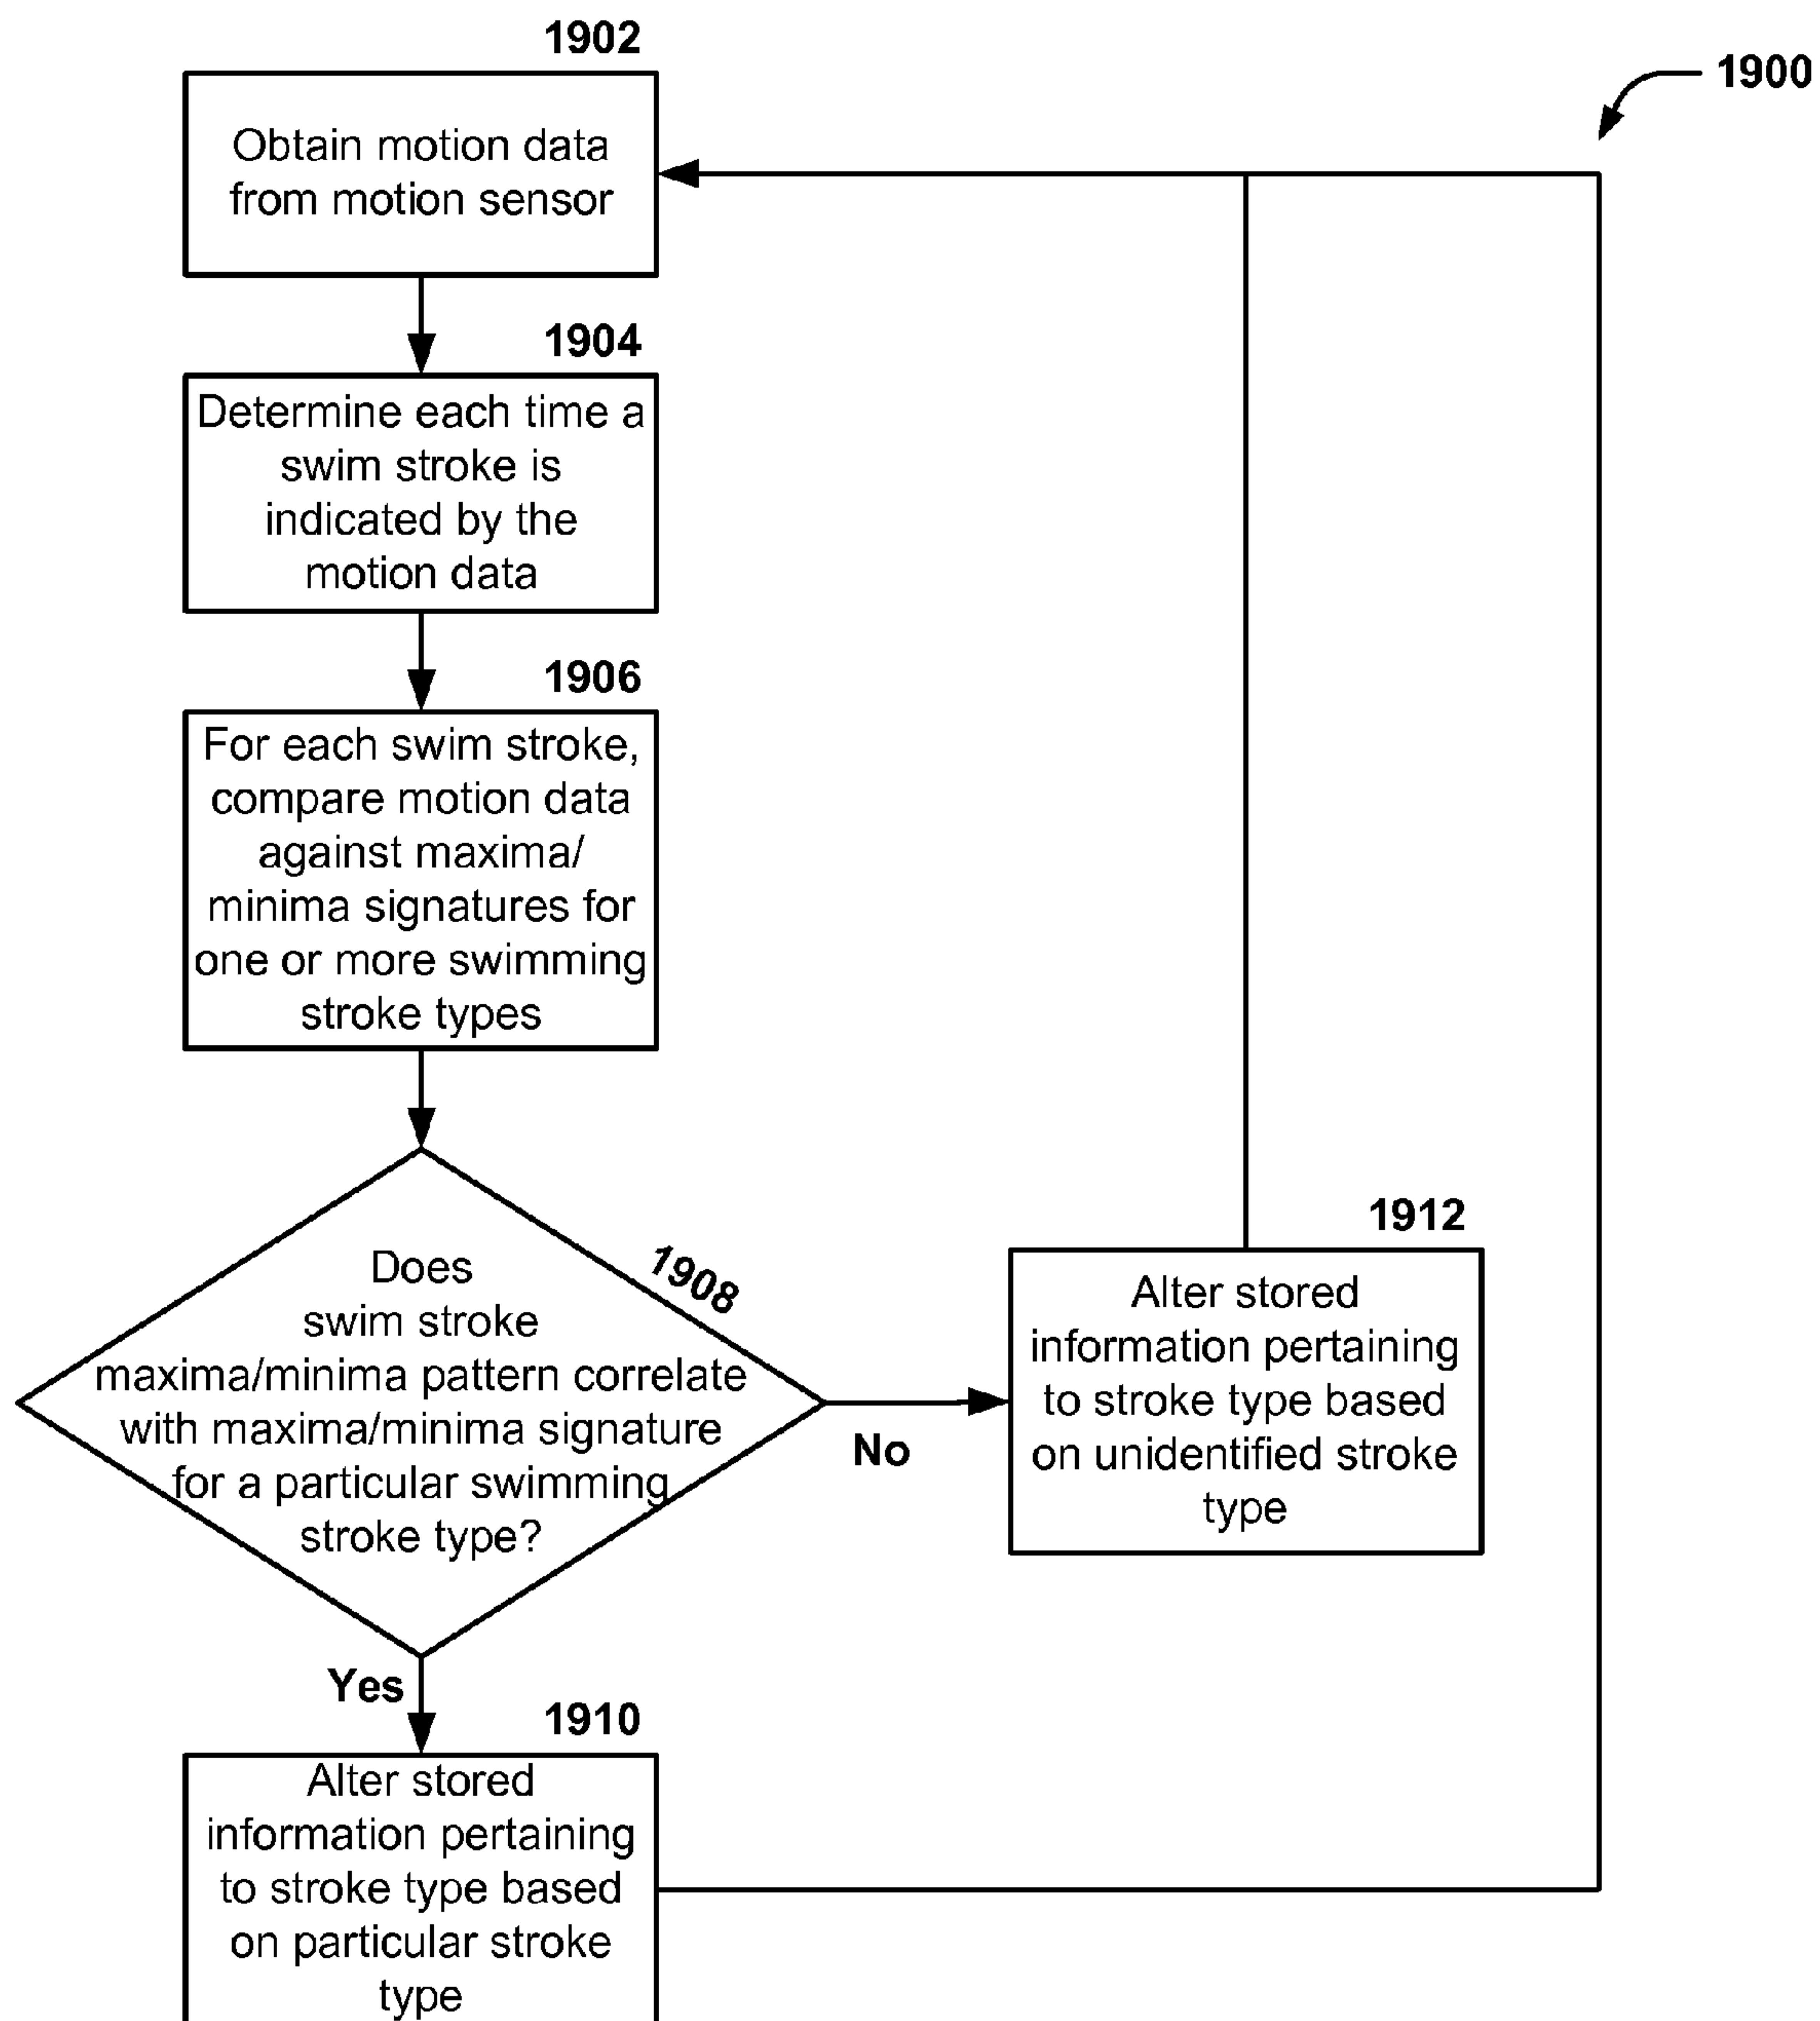 1902
1900
Obtain motion data
from motion sensor
1904
Determine each time a
swim stroke is
indicated by the
motion data
1906
For each swim stroke,
compare motion data
against maxima/
minima signatures for
one or more swimming
stroke types
1908
Does
swim stroke
maxima/minima pattern correlate
with maxima/minima signature
for a particular swimming
stroke type?
No
1912
Alter stored
information pertaining
to stroke type based
on unidentified stroke
type
Yes
1910
Alter stored
information pertaining
to stroke type based
on particular stroke
type